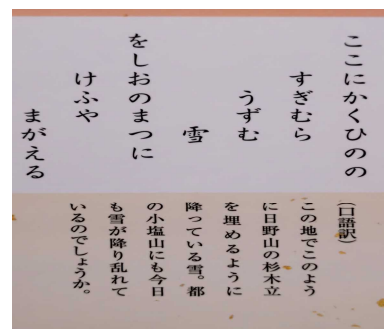 ここにかくひのの
すぎむら
うずむ
雪
をしおのまつに
けふや
まがえる
(口語訳)
この地でこのよう
に日野山の杉木立
を埋めるように
降っている雪。都
の小塩山にも今日
も雪が降り乱れて
いるのでしょうか。